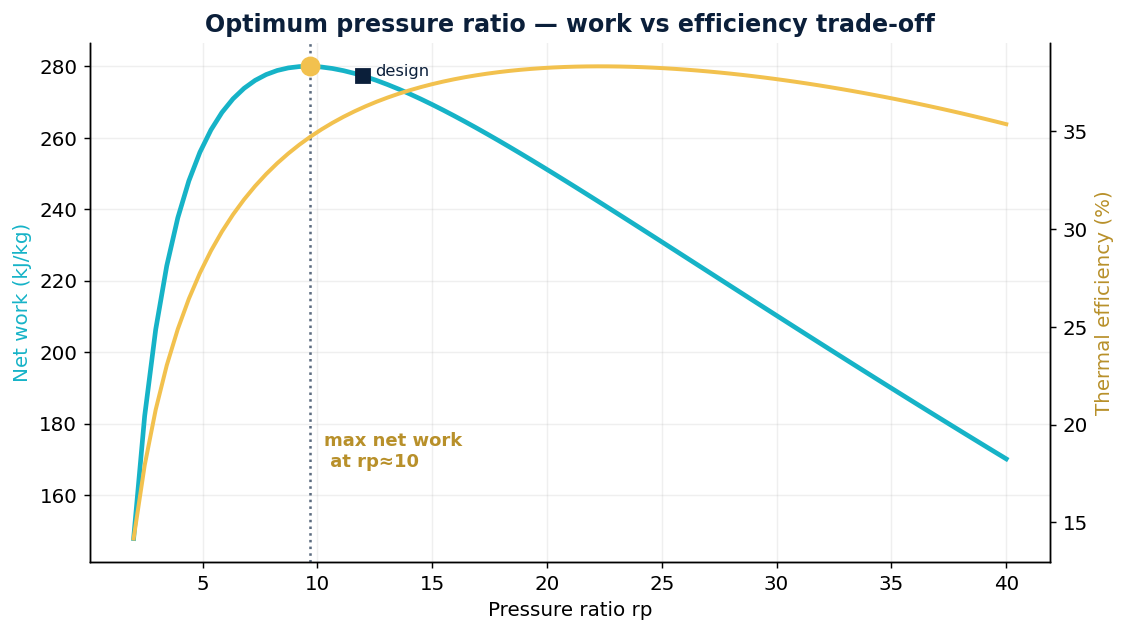 Optimum pressure ratio — work vs efficiency trade-off
280
260
240
220
200
180
160
Net work (kJ/kg)
design
max net work
at rp≈10
35
30
25
20
15
Thermal efficiency (%)
5
10
15
20
25
30
35
40
Pressure ratio rp